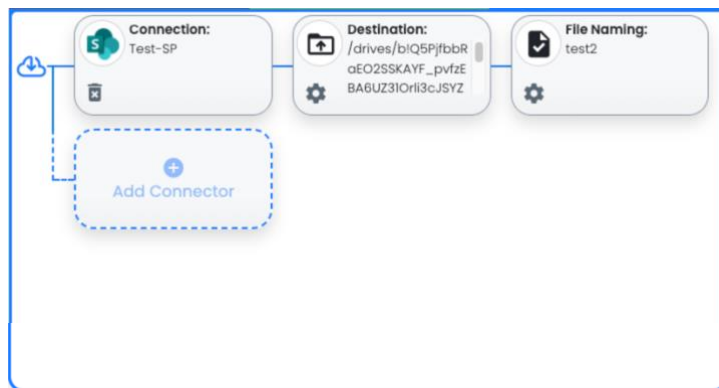 Connection:
Test-SP
Destination:
/drives/b!Q5PjfbbR
aEO2SSKAYF_pvfzE
BA6UZ31Orli3cJSYZ
File Naming:
test2
Add Connector